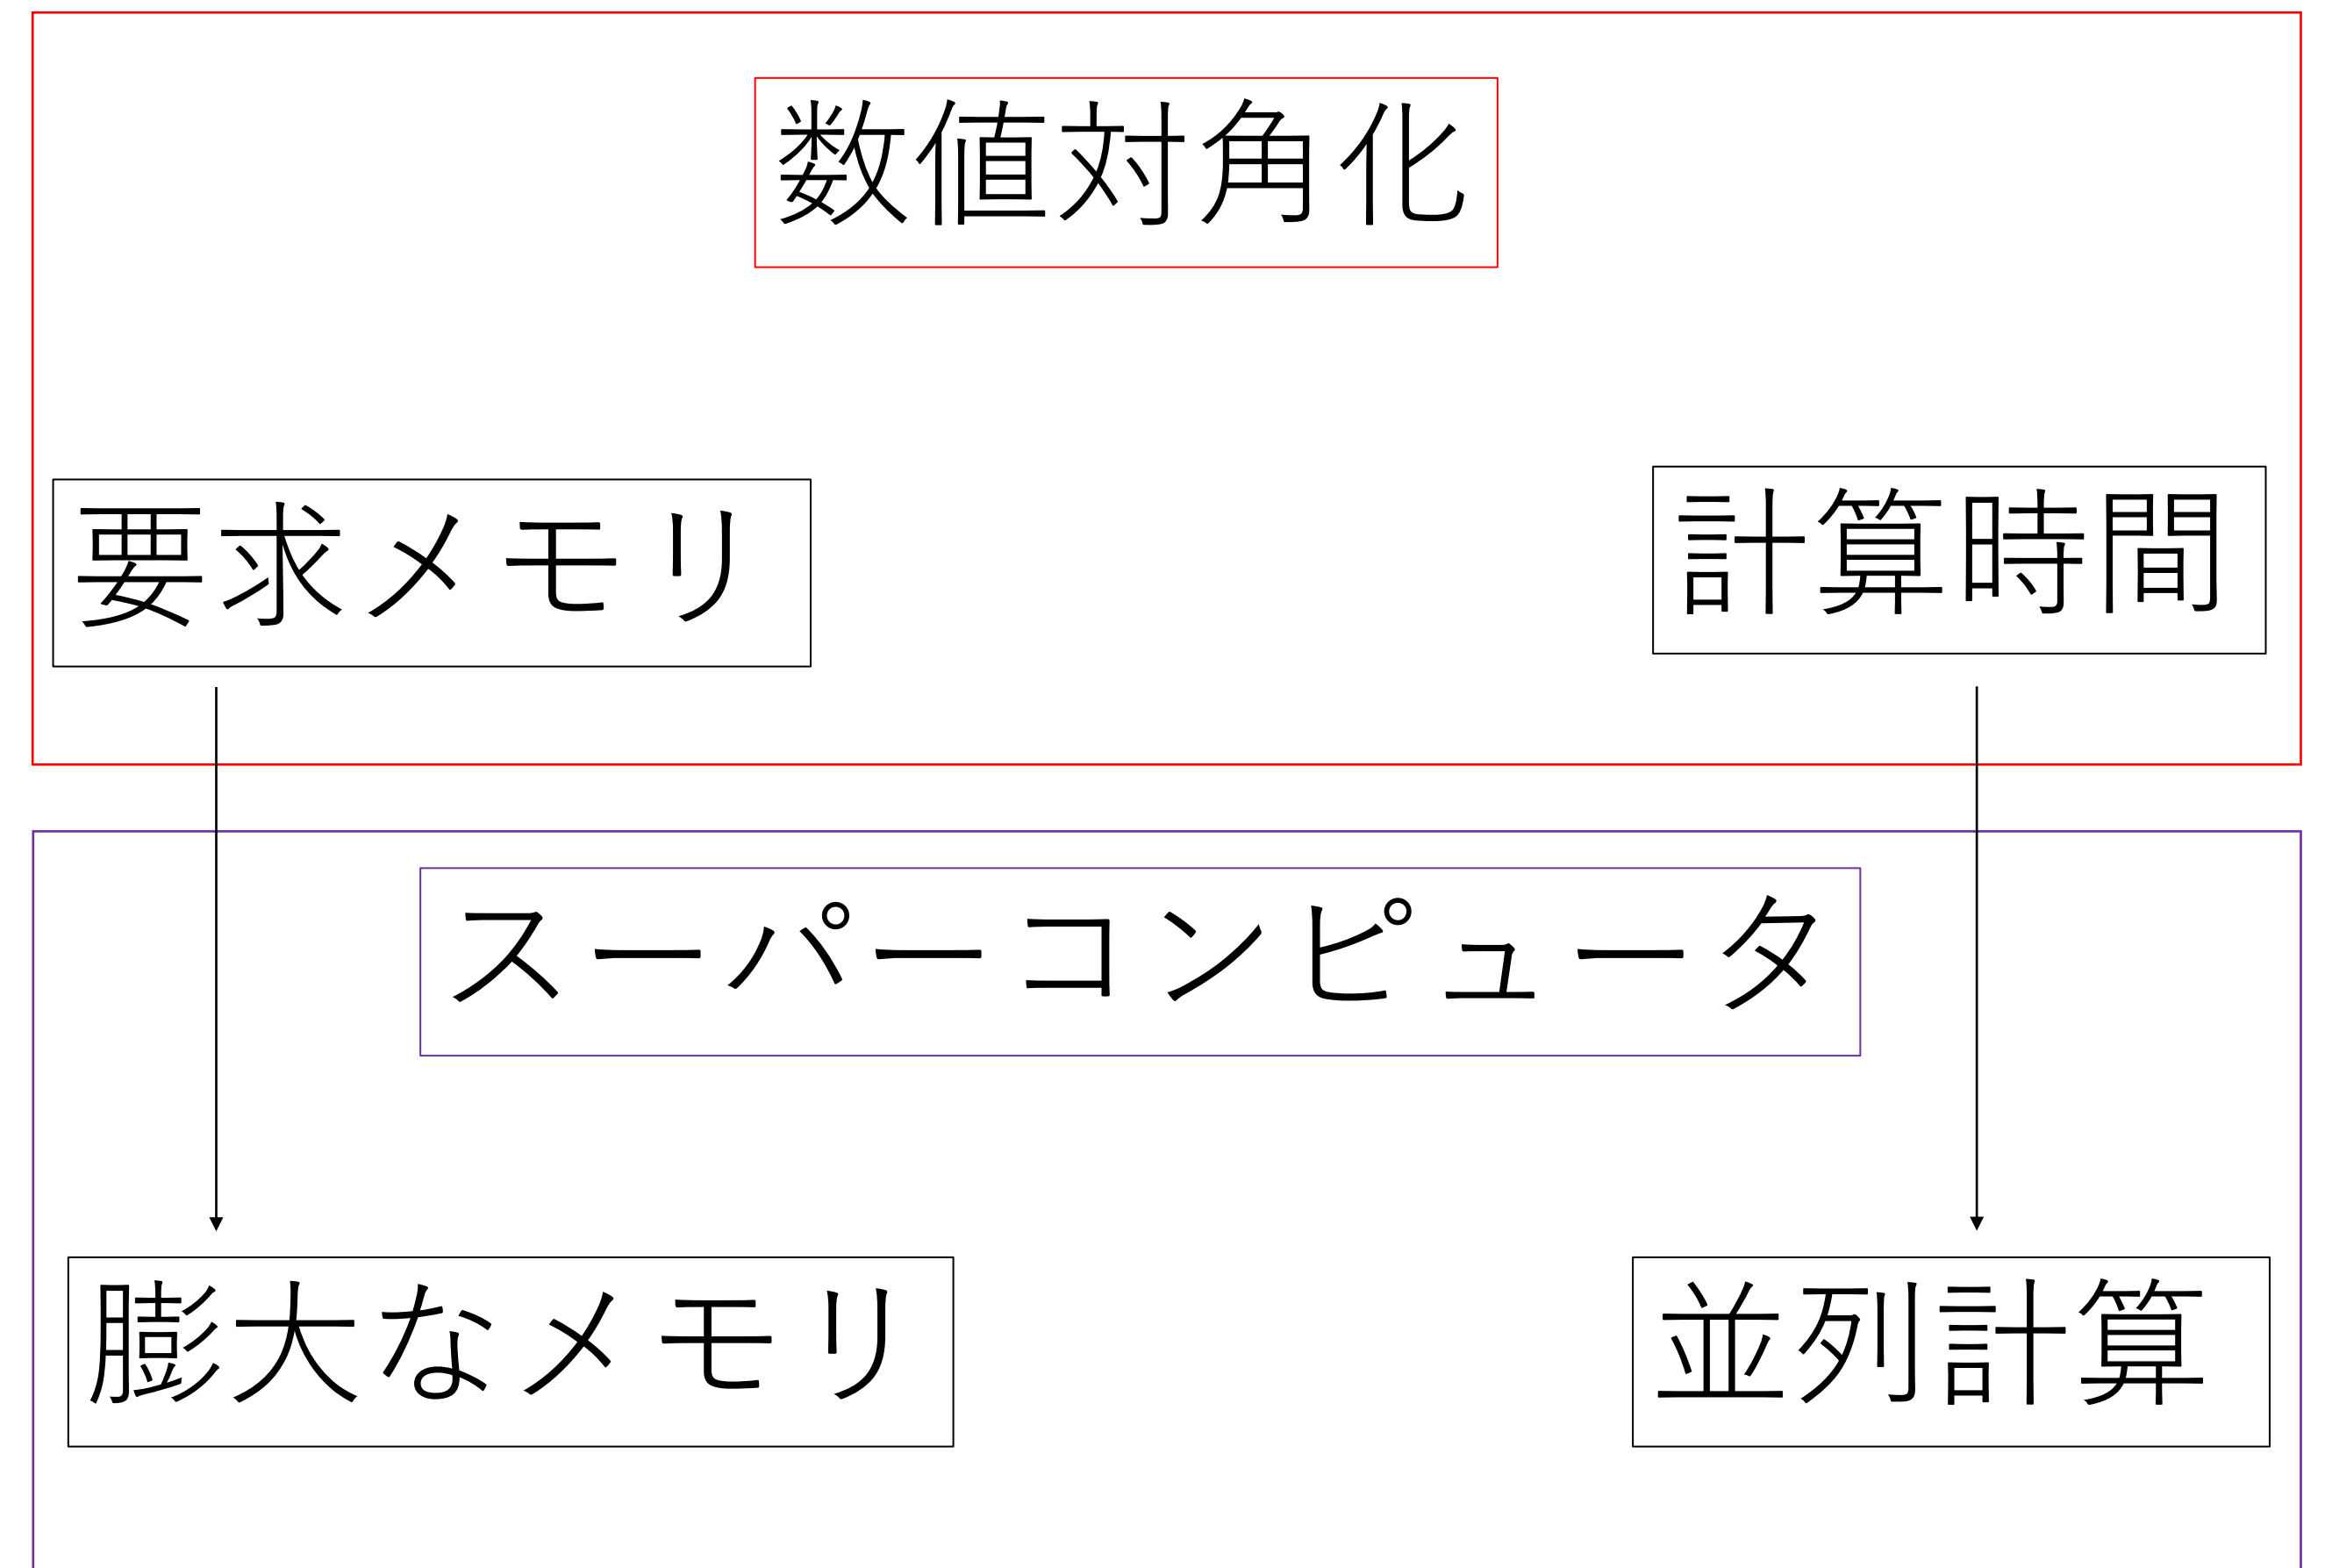 数値対角化
要求メモリ
計算時間
スーパーコンピュータ
膨大なメモリ
並列計算